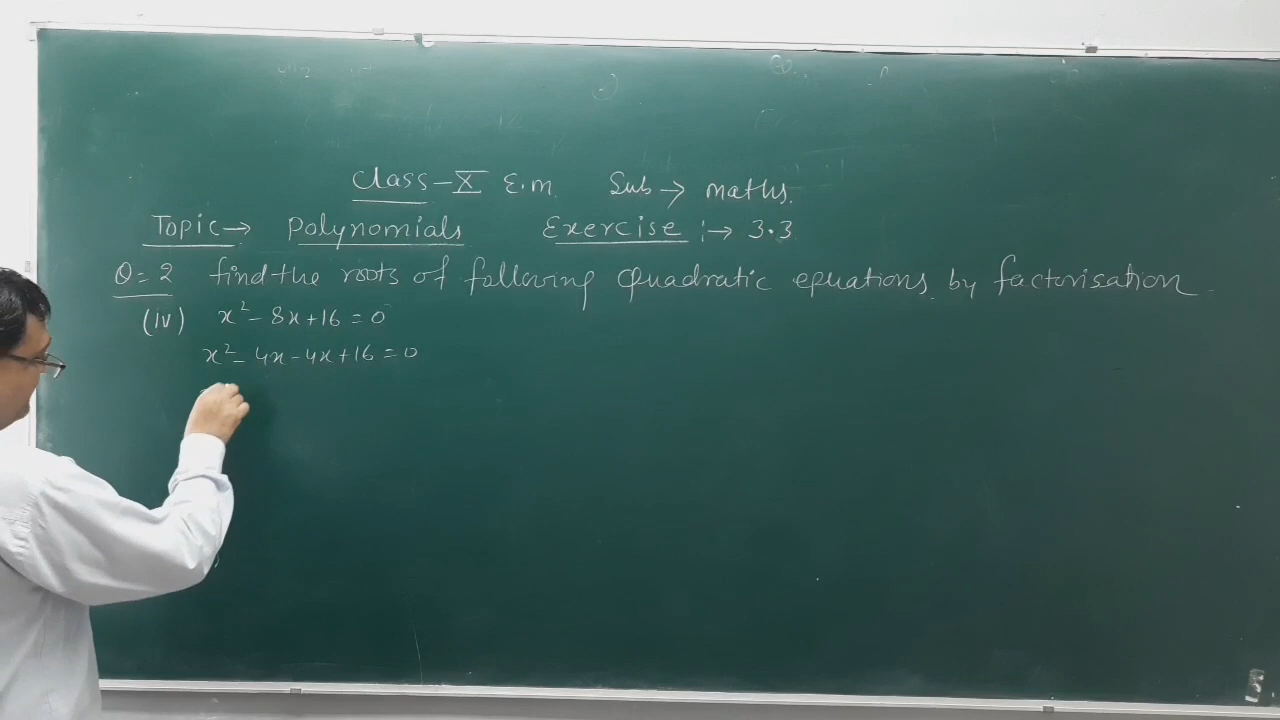 Class-X E.m. Sub→ maths.
Topic→ Polynomials Exercise :→ 3.3
Q=2 find the roots of following quadratic equations by factorisation
(iv) x²-8x+16=0
x²-4x-4x+16=0